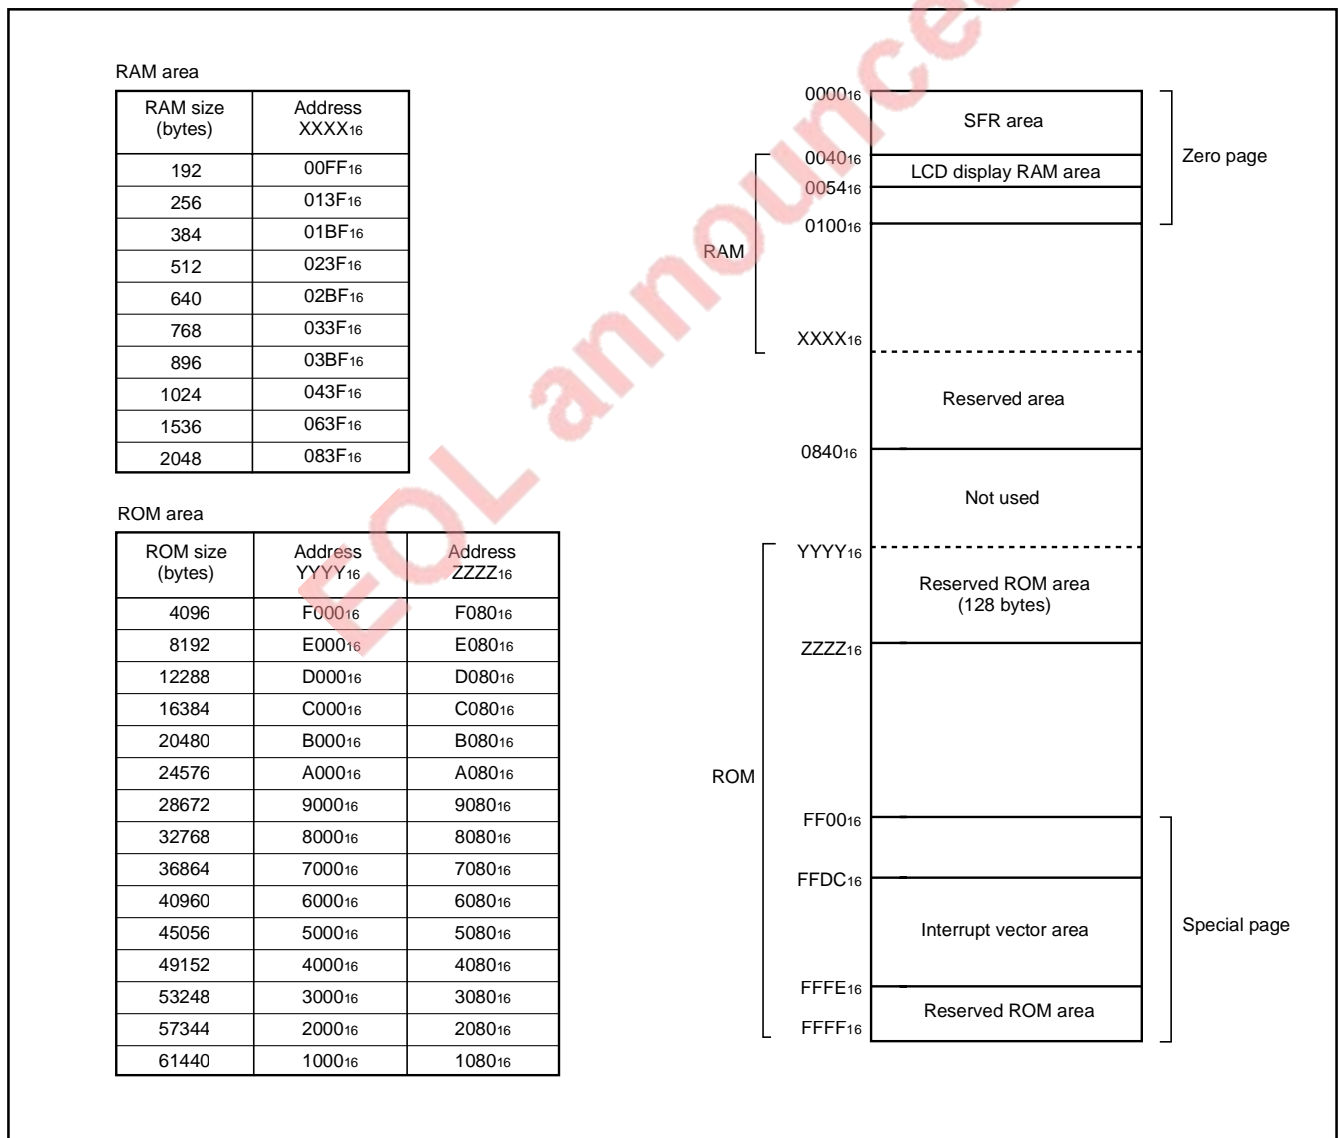 RAM area
RAM size (bytes) Address XXXX16
192 00FF16
256 013F16
384 01BF16
512 023F16
640 02BF16
768 033F16
896 03BF16
1024 043F16
1536 063F16
2048 083F16
ROM area
ROM size (bytes) Address YYYY16 Address ZZZZ16
4096 F00016 F08016
8192 E00016 E08016
12288 D00016 D08016
16384 C00016 C08016
20480 B00016 B08016
24576 A00016 A08016
28672 900016 908016
32768 800016 808016
36864 700016 708016
40960 600016 608016
45056 500016 508016
49152 400016 408016
53248 300016 308016
57344 200016 208016
61440 100016 108016
000016
SFR area
Zero page
004016
LCD display RAM area
005416
010016
RAM
XXXX16
Reserved area
084016
Not used
YYYY16
Reserved ROM area
(128 bytes)
ZZZZ16
ROM
FF0016
FFDC16
Interrupt vector area
Special page
FFFE16
Reserved ROM area
FFFF16
EOL announce